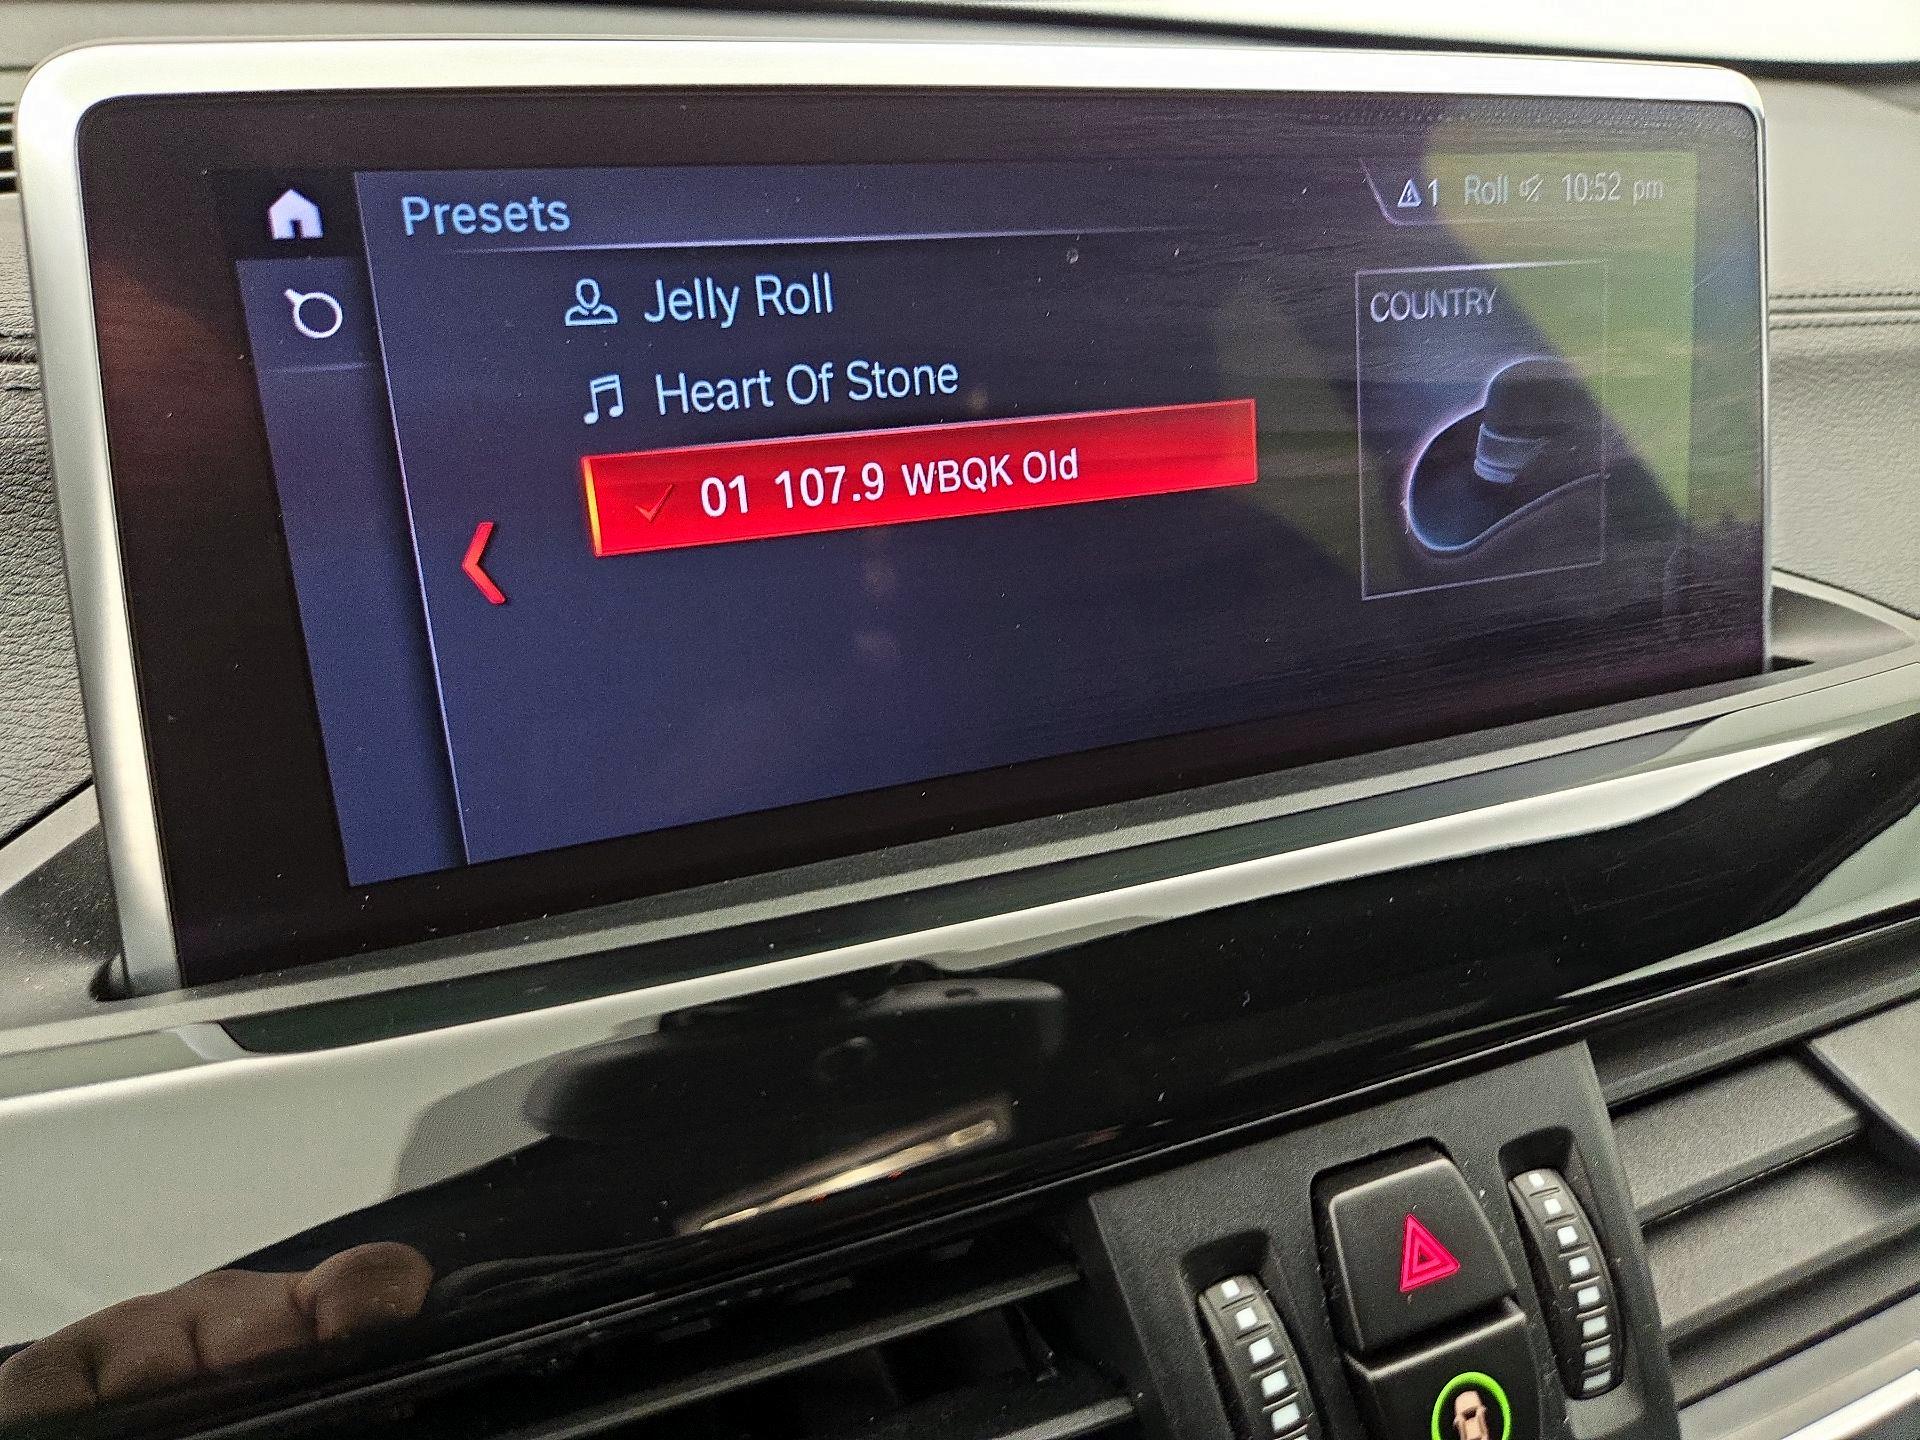 Presets
1 Roll 10:52 pm
Jelly Roll
COUNTRY
Heart Of Stone
01 107.9 WBQK Old